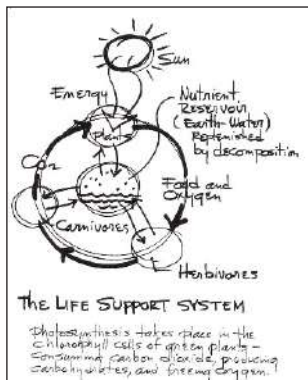 Sun
Energy
Nutrient
Reservoir
(Earth-Water)
Replenished
by decomposition
Plants
CO2
Food and
Oxygen
Carnivores
Herbivores
THE LIFE SUPPORT SYSTEM
Photosynthesis takes place in the
chlorophyll cells of green plants -
consuming carbon dioxide, producing
carbohydrates, and freeing oxygen.